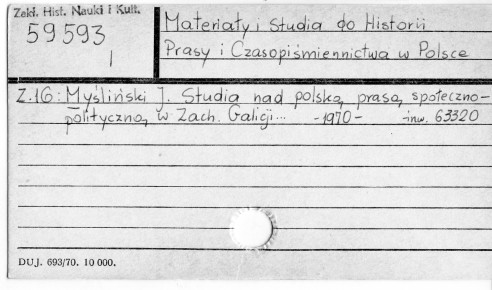 Zakł. Hist. Nauki i Kult.
59593
I
Materiały i Studia do Historii
Prasy i Czasopiśmiennictwa w Polsce
Z.16: Myśliński J. Studia nad polską prasą społeczno-
polityczną w Zach. Galicji... -1970- -inw. 63320
DUJ. 693/70. 10 000.